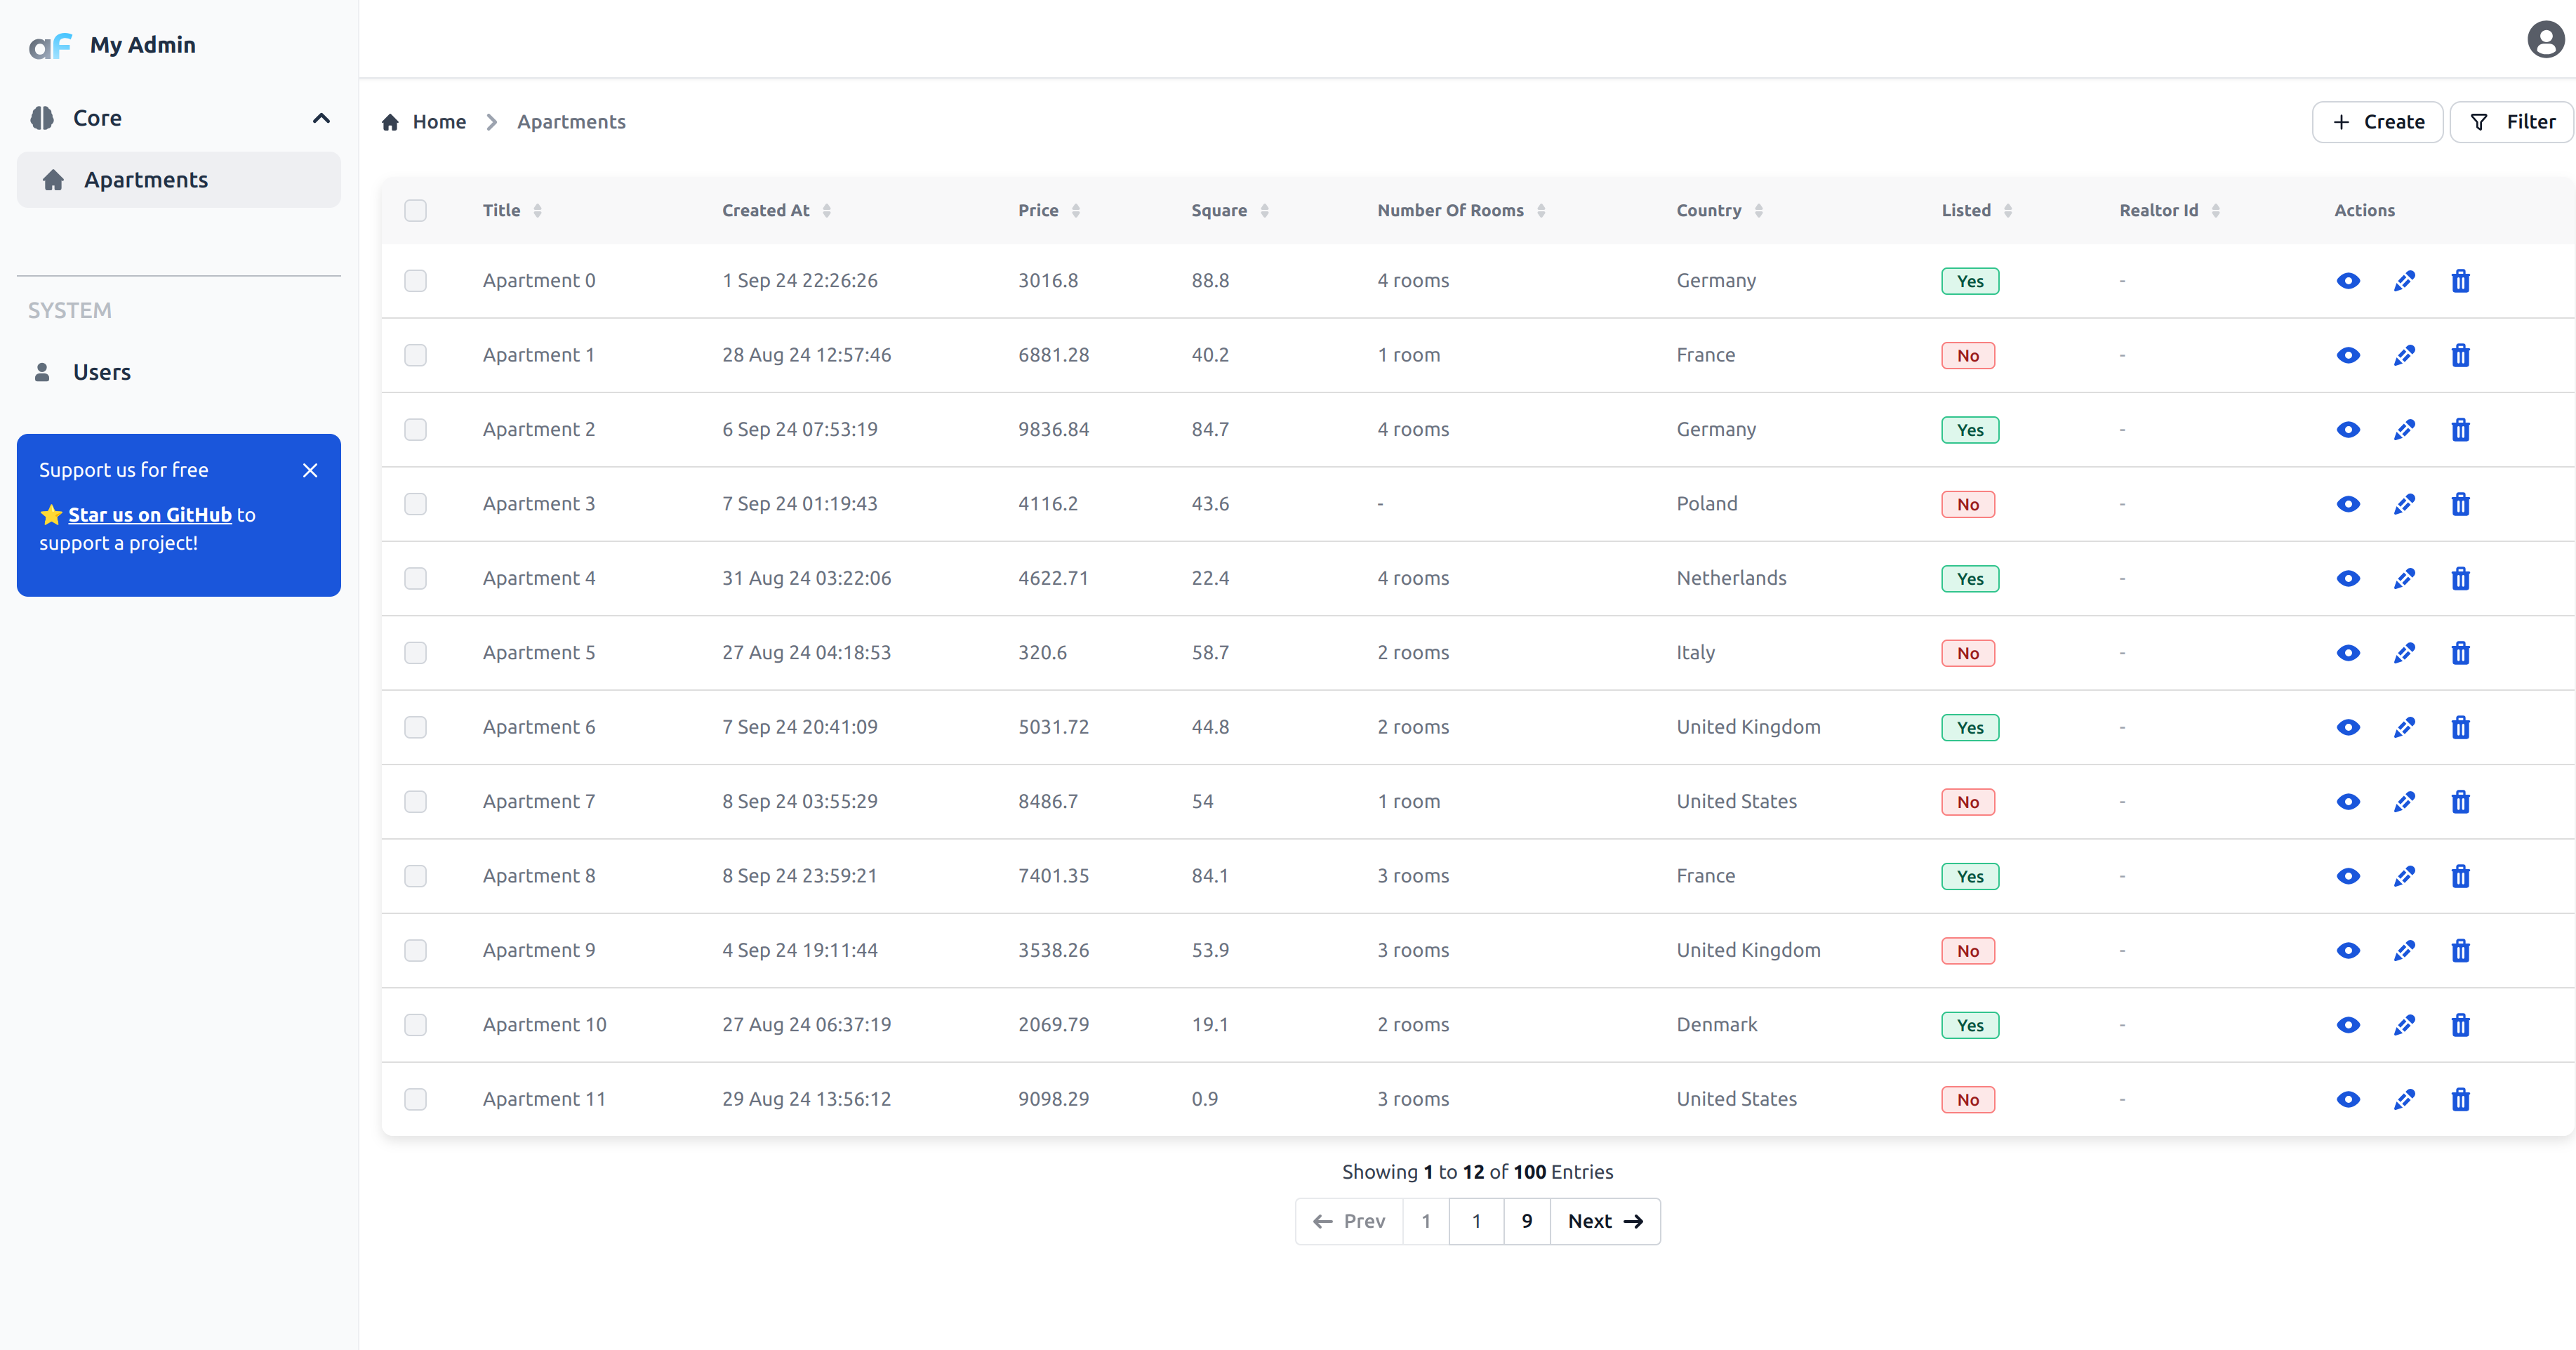 aF My Admin
Core
Apartments
SYSTEM
Users
Support us for free
⭐ Star us on GitHub to
support a project!
Home Apartments
+ Create Filter
Title Created At Price Square Number Of Rooms Country Listed Realtor Id Actions
Apartment 0 1 Sep 24 22:26:26 3016.8 88.8 4 rooms Germany Yes -
Apartment 1 28 Aug 24 12:57:46 6881.28 40.2 1 room France No -
Apartment 2 6 Sep 24 07:53:19 9836.84 84.7 4 rooms Germany Yes -
Apartment 3 7 Sep 24 01:19:43 4116.2 43.6 - Poland No -
Apartment 4 31 Aug 24 03:22:06 4622.71 22.4 4 rooms Netherlands Yes -
Apartment 5 27 Aug 24 04:18:53 320.6 58.7 2 rooms Italy No -
Apartment 6 7 Sep 24 20:41:09 5031.72 44.8 2 rooms United Kingdom Yes -
Apartment 7 8 Sep 24 03:55:29 8486.7 54 1 room United States No -
Apartment 8 8 Sep 24 23:59:21 7401.35 84.1 3 rooms France Yes -
Apartment 9 4 Sep 24 19:11:44 3538.26 53.9 3 rooms United Kingdom No -
Apartment 10 27 Aug 24 06:37:19 2069.79 19.1 2 rooms Denmark Yes -
Apartment 11 29 Aug 24 13:56:12 9098.29 0.9 3 rooms United States No -
Showing 1 to 12 of 100 Entries
← Prev 1 1 9 Next →